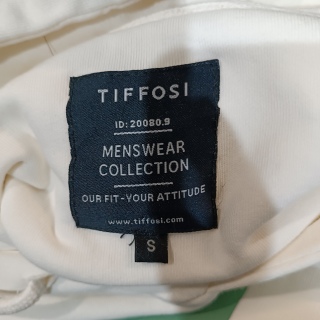 TIFFOSI
ID: 20080.9
MENSWEAR
COLLECTION
OUR FIT-YOUR ATTITUDE
www.tiffosi.com
S